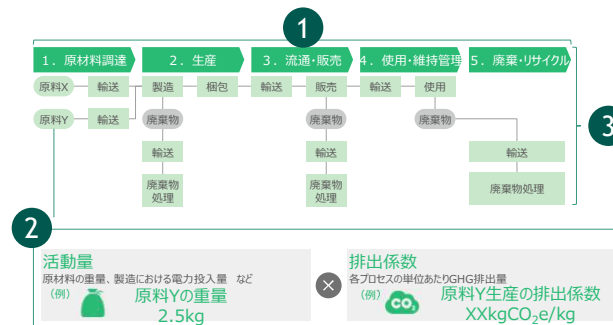 1
1. 原材料調達
2. 生産
3. 流通・販売
4. 使用・維持管理
5. 廃棄・リサイクル
原料X
輸送
製造
梱包
輸送
販売
輸送
使用
3
原料Y
輸送
廃棄物
廃棄物
廃棄物
輸送
輸送
輸送
廃棄物
処理
廃棄物
処理
廃棄物処理
2
活動量
原材料の重量、製造における電力投入量 など
(例)
原料Yの重量
2.5kg
×
排出係数
各プロセスの単位あたりGHG排出量
(例)
CO₂
原料Y生産の排出係数
XXkgCO₂e/kg